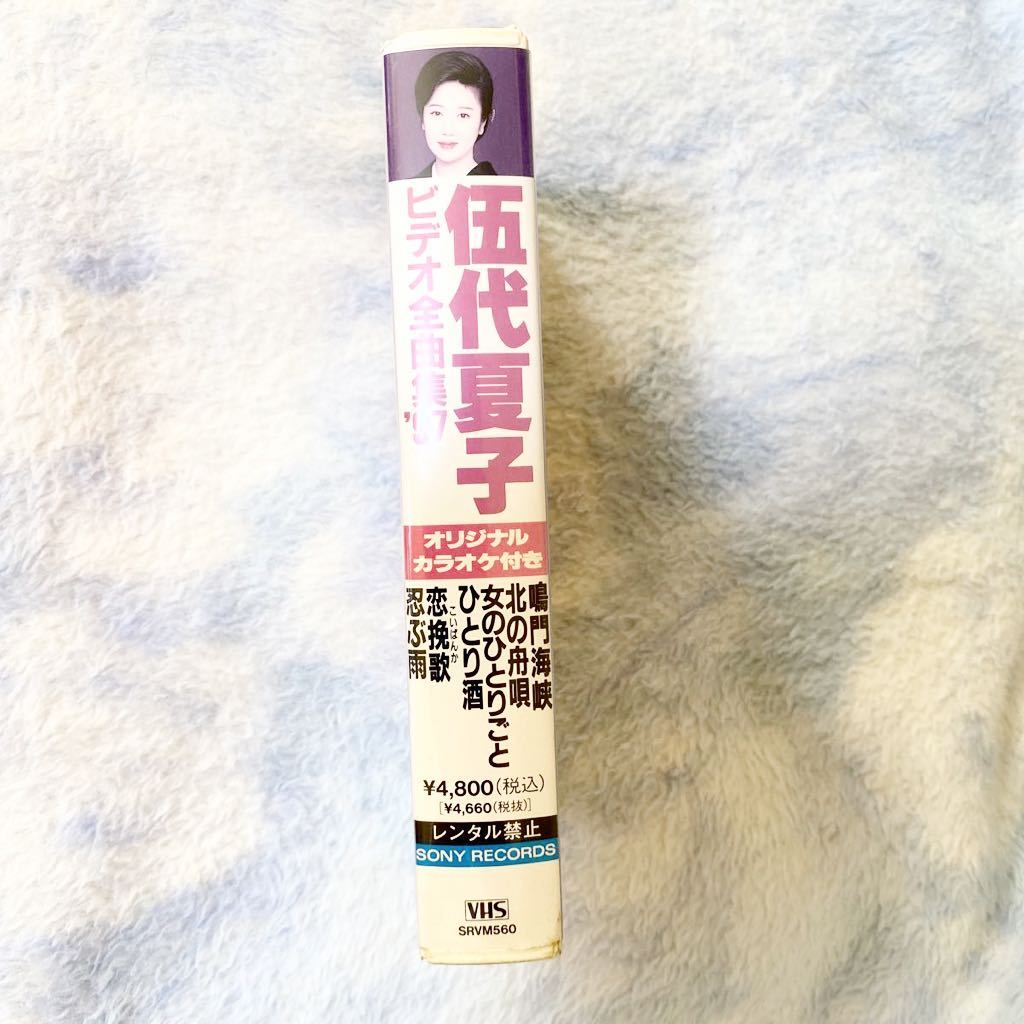 伍代夏子
ビデオ全曲集'97
オリジナル
カラオケ付き
鳴門海峡
北の舟唄
女のひとりごと
ひとり酒
恋挽歌
こいばんか
忍ぶ雨
¥4,800(税込)
[¥4,660(税抜)]
レンタル禁止
SONY RECORDS
VHS
SRVM560